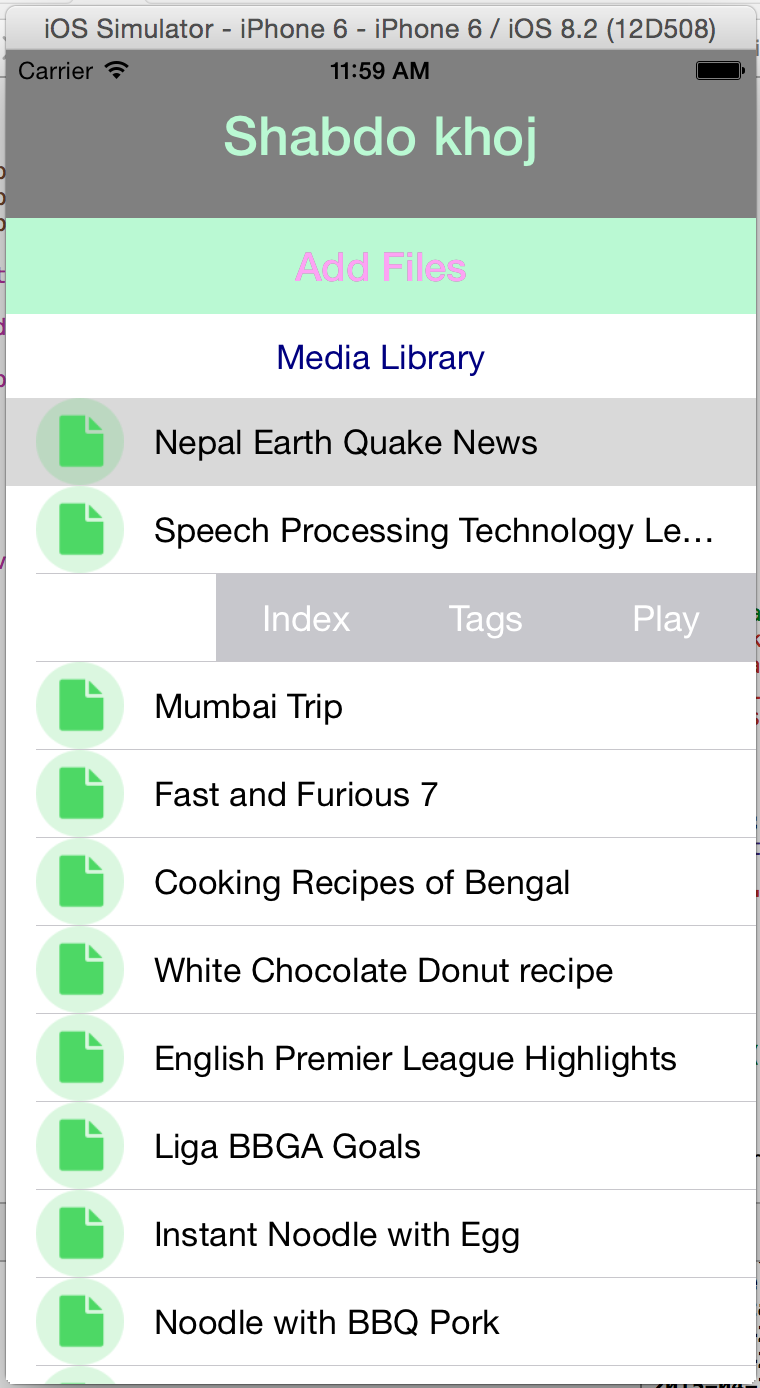 iOS Simulator - iPhone 6 - iPhone 6 / iOS 8.2 (12D508)
Carrier 11:59 AM
Shabdo khoj
Add Files
Media Library
Nepal Earth Quake News
Speech Processing Technology Le...
Index Tags Play
Mumbai Trip
Fast and Furious 7
Cooking Recipes of Bengal
White Chocolate Donut recipe
English Premier League Highlights
Liga BBGA Goals
Instant Noodle with Egg
Noodle with BBQ Pork